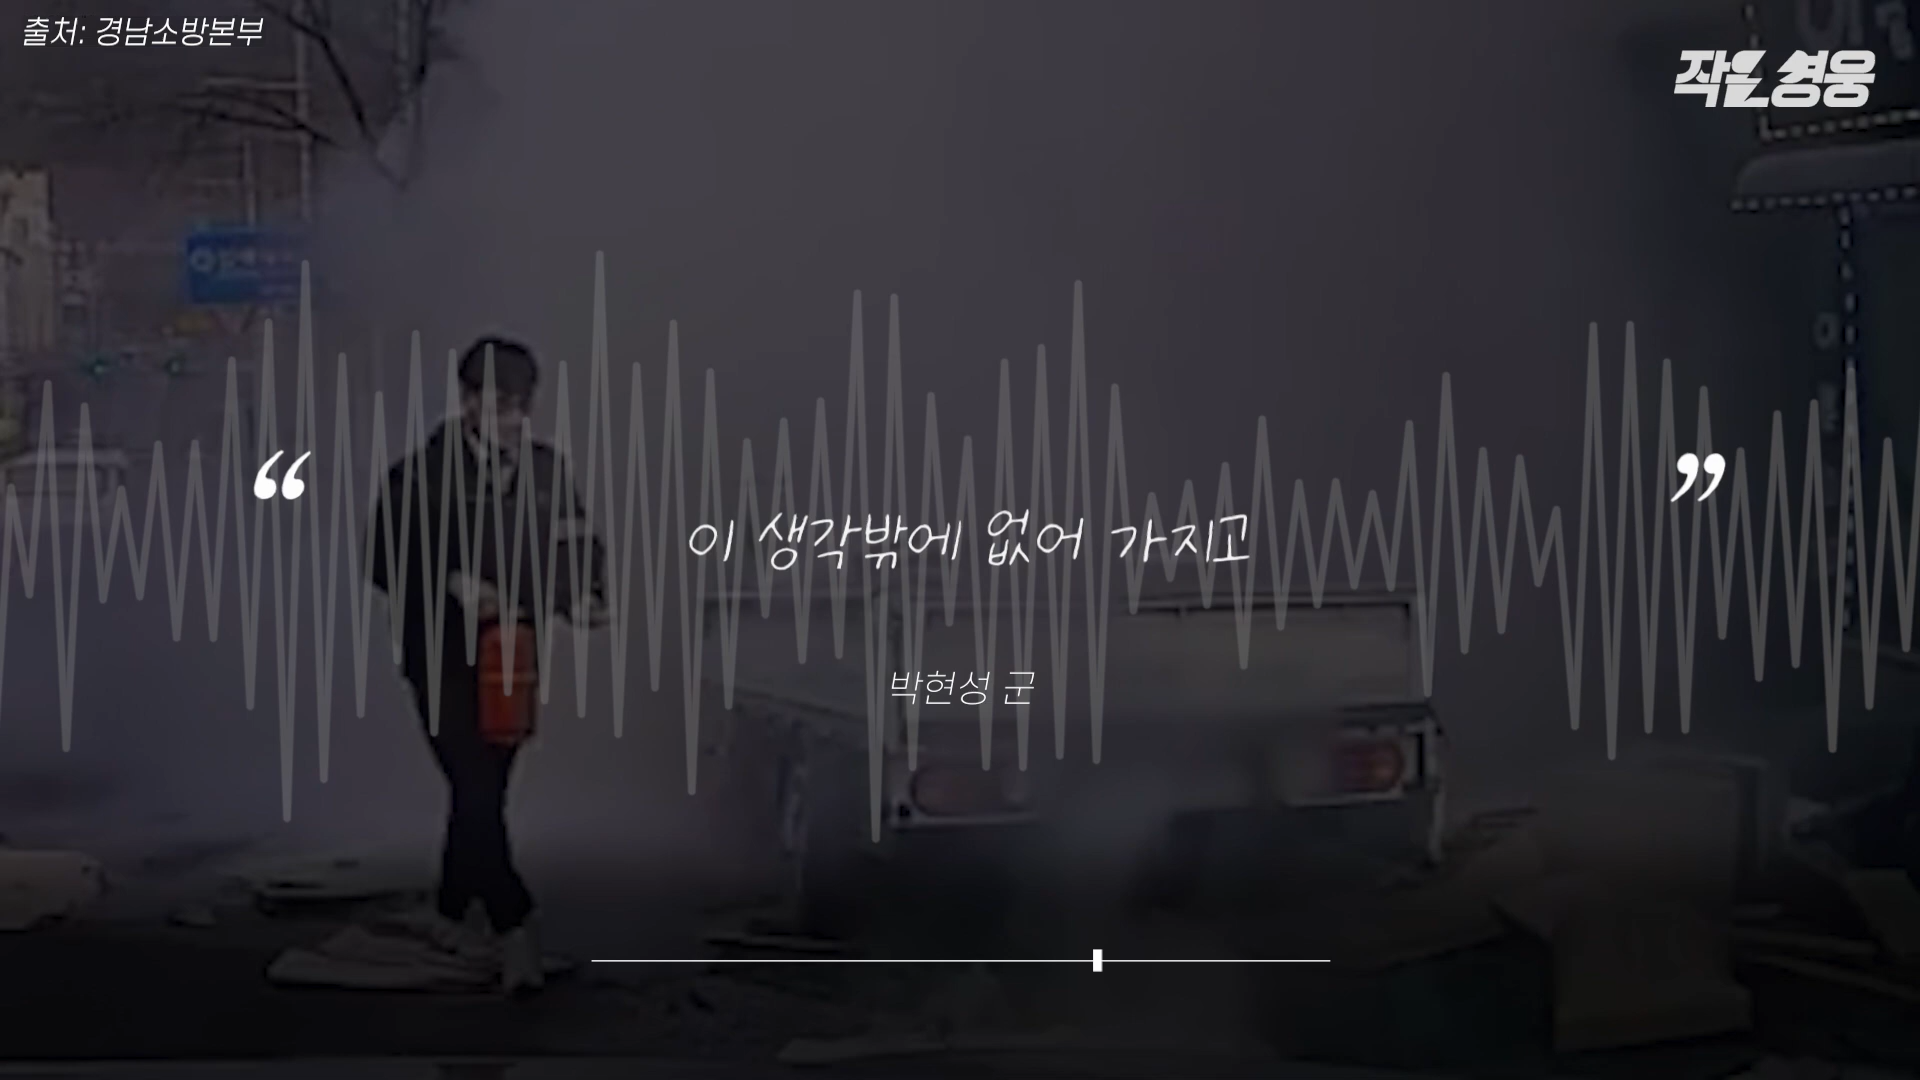 출처: 경남소방본부
작은 영웅
“ 이 생각밖에 없어 가지고 ”
박현성 군